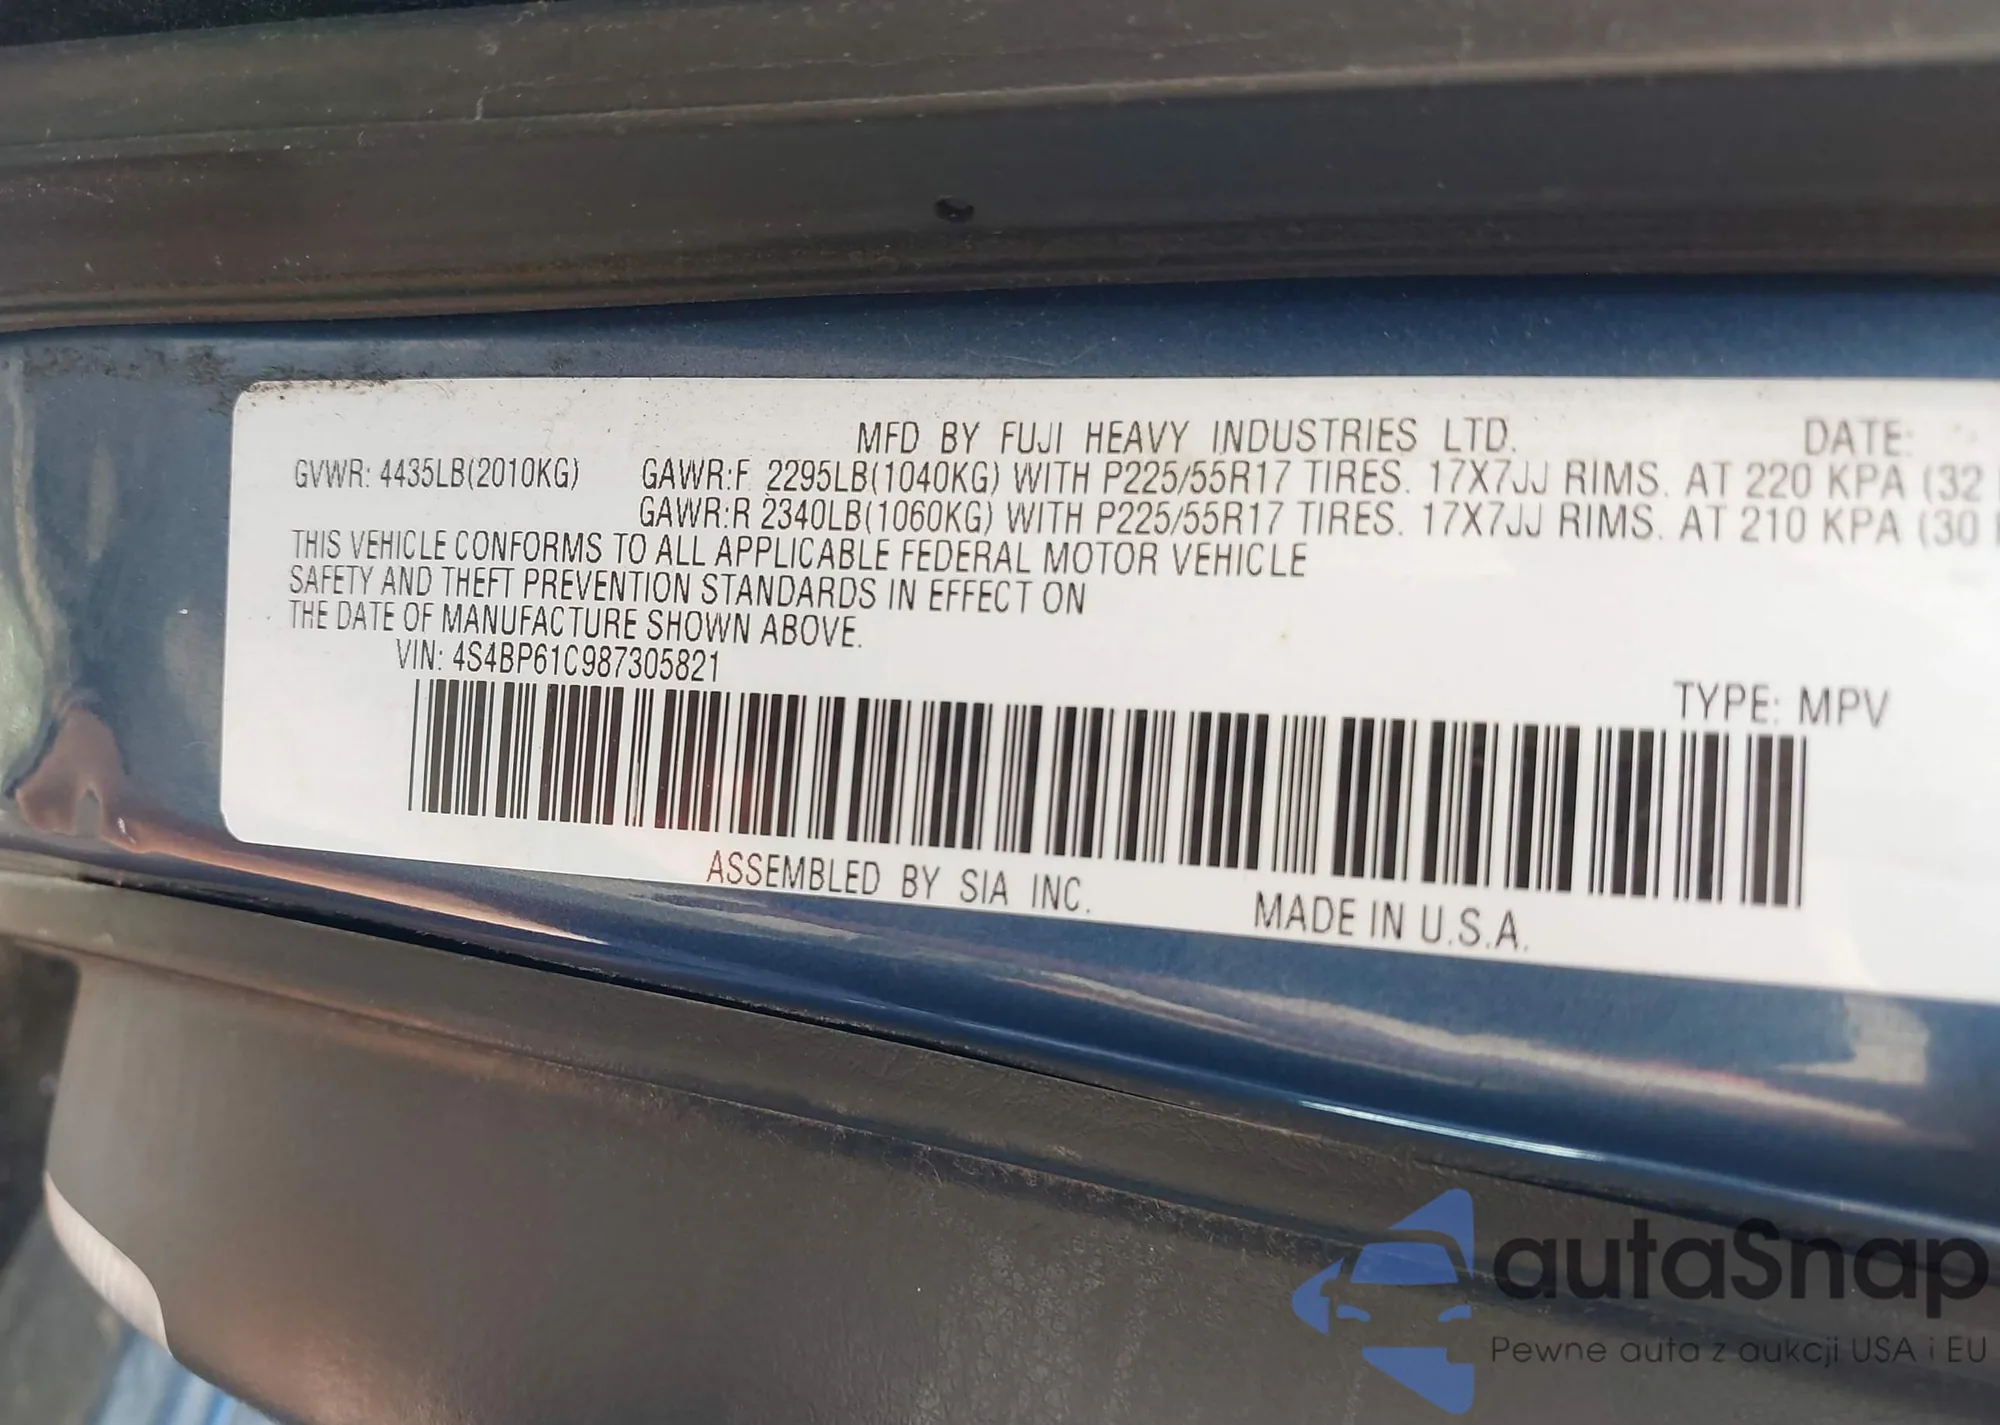 MFD BY FUJI HEAVY INDUSTRIES LTD. DATE:
GVWR: 4435LB(2010KG) GAWR:F 2295LB(1040KG) WITH P225/55R17 TIRES. 17X7JJ RIMS. AT 220 KPA (32
GAWR:R 2340LB(1060KG) WITH P225/55R17 TIRES. 17X7JJ RIMS. AT 210 KPA (30
THIS VEHICLE CONFORMS TO ALL APPLICABLE FEDERAL MOTOR VEHICLE
SAFETY AND THEFT PREVENTION STANDARDS IN EFFECT ON
THE DATE OF MANUFACTURE SHOWN ABOVE.
VIN: 4S4BP61C987305821
TYPE: MPV
ASSEMBLED BY SIA INC. MADE IN U.S.A.
autaSnap
Pewne auta z aukcji USA i EU